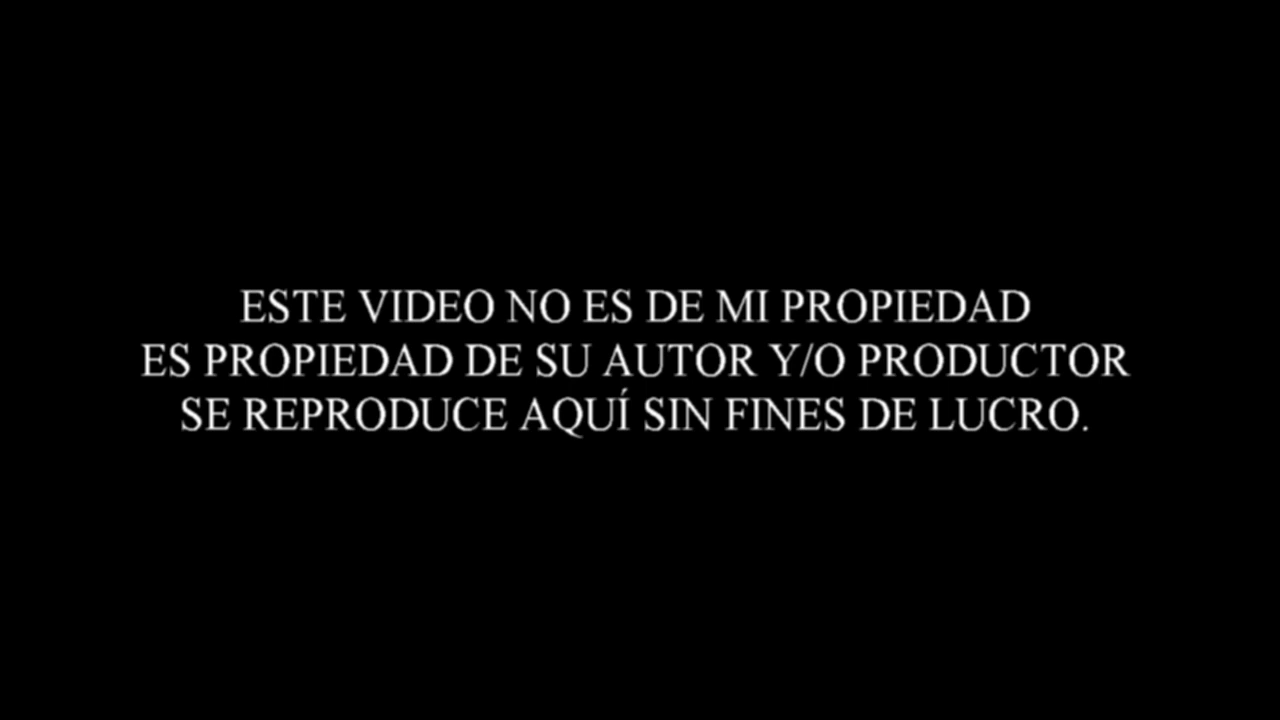 ESTE VIDEO NO ES DE MI PROPIEDAD
ES PROPIEDAD DE SU AUTOR Y/O PRODUCTOR
SE REPRODUCE AQUÍ SIN FINES DE LUCRO.